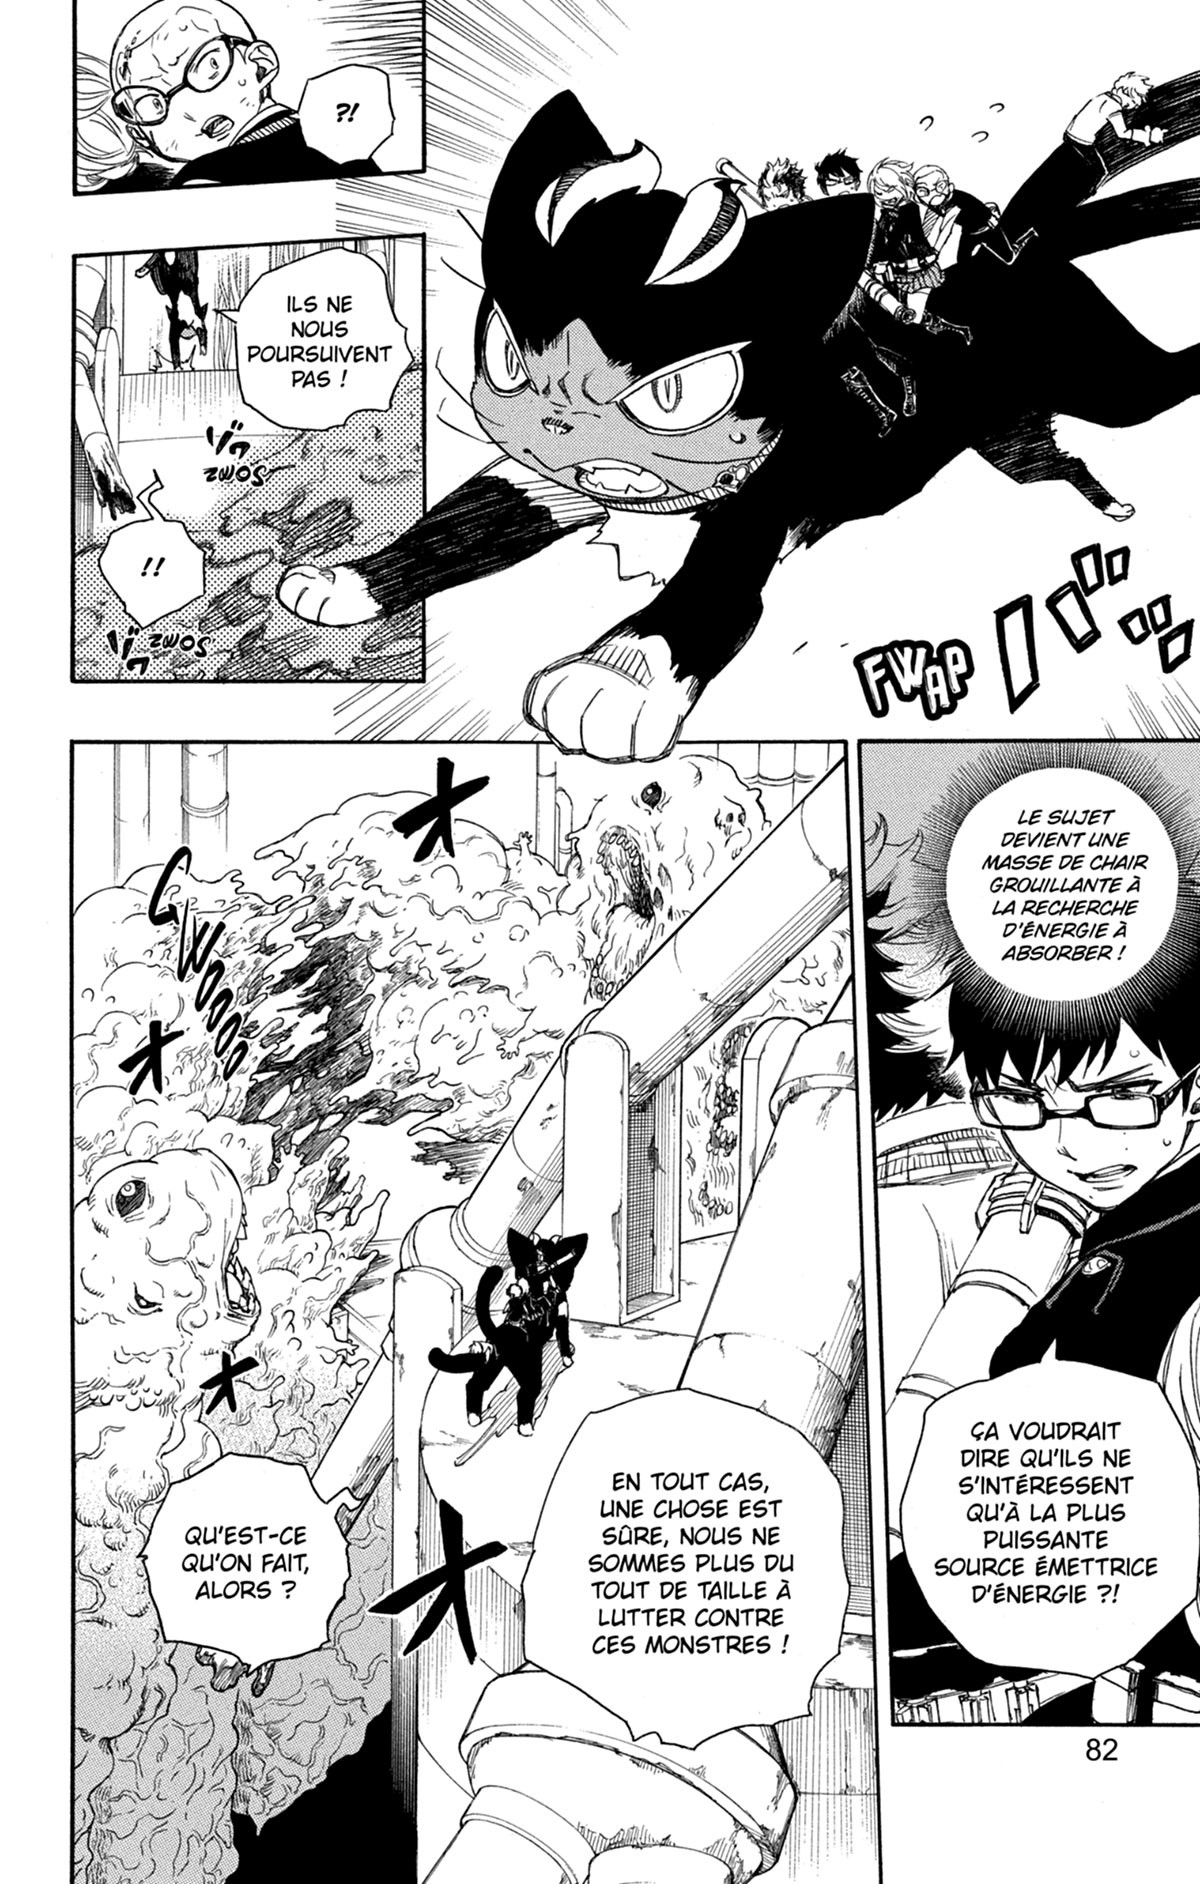 ?!
FWAP
ILS NE
NOUS
POURSUIVENT
PAS !
ZOMZ
!!
ZOMZ
LE SUJET
DEVIENT UNE
MASSE DE CHAIR
GROUILLANTE À
LA RECHERCHE
D'ÉNERGIE À
ABSORBER !
ÇA VOUDRAIT
DIRE QU'ILS NE
S'INTÉRESSENT
QU'À LA PLUS
PUISSANTE
SOURCE ÉMETTRICE
D'ÉNERGIE ?!
GWOOOO
EN TOUT CAS,
UNE CHOSE EST
SÛRE, NOUS NE
SOMMES PLUS DU
TOUT DE TAILLE À
LUTTER CONTRE
CES MONSTRES !
QU'EST-CE
QU'ON FAIT,
ALORS ?
82